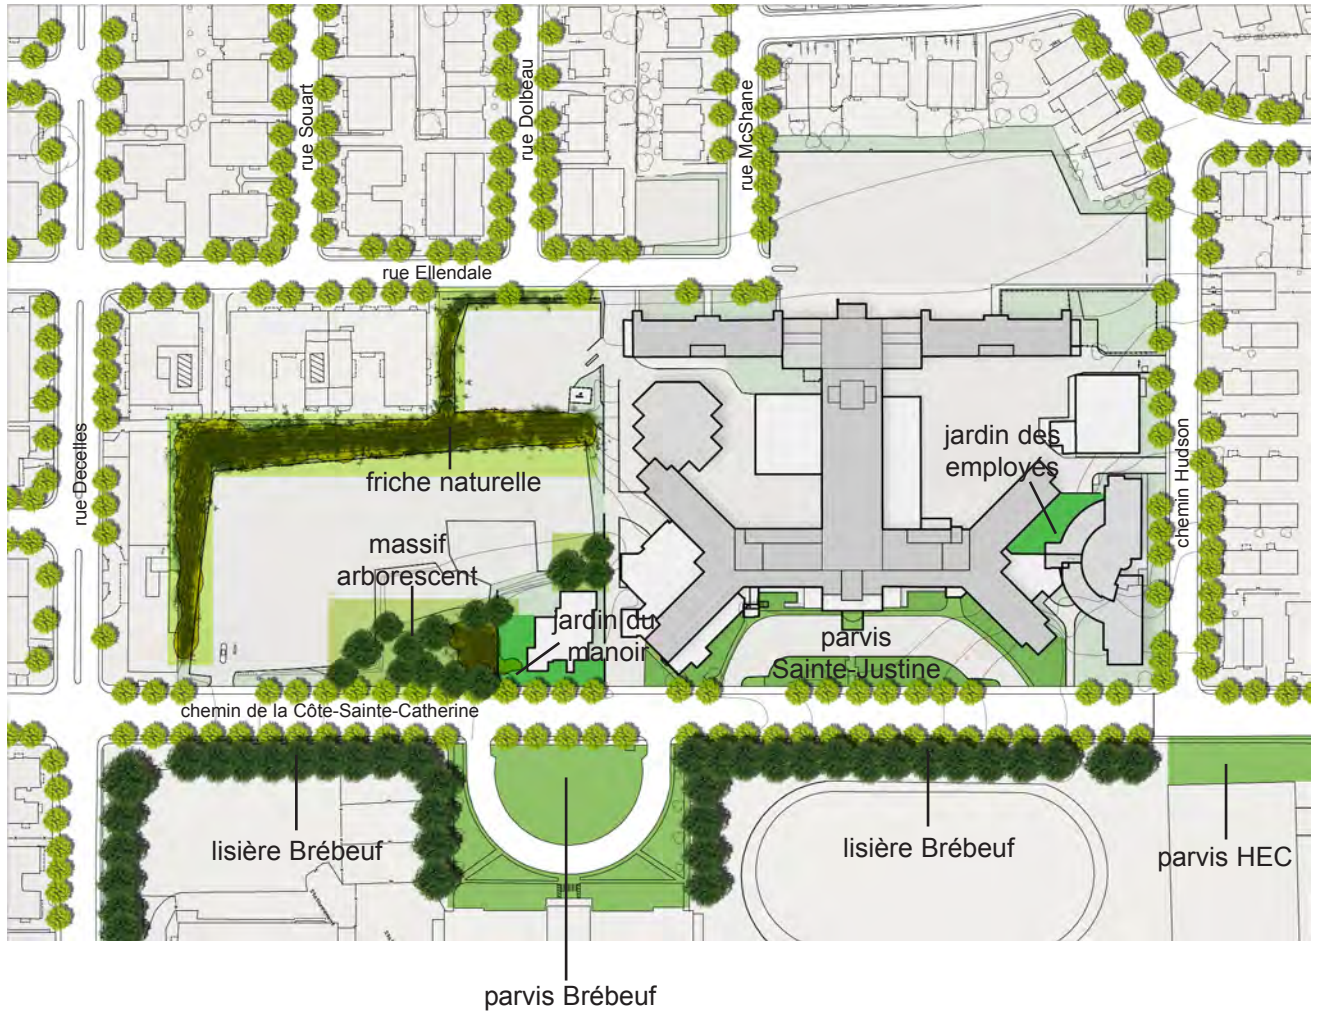 rue Souart
rue Dolbeau
rue McShane
rue Ellendale
rue Decelles
chemin Hudson
friche naturelle
jardin des
employés
massif
arborescent
jardin du
manoir
parvis
Sainte-Justine
chemin de la Côte-Sainte-Catherine
lisière Brébeuf
lisière Brébeuf
parvis HEC
parvis Brébeuf